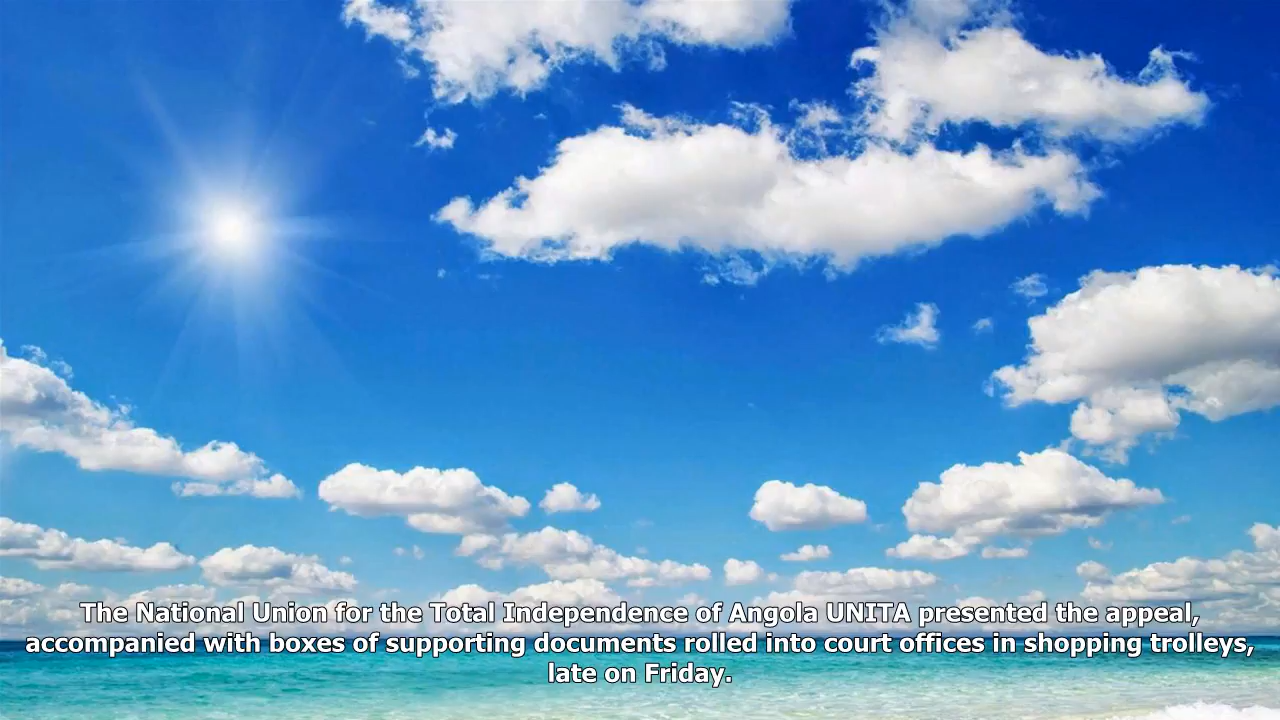 The National Union for the Total Independence of Angola UNITA presented the appeal,
accompanied with boxes of supporting documents rolled into court offices in shopping trolleys,
late on Friday.